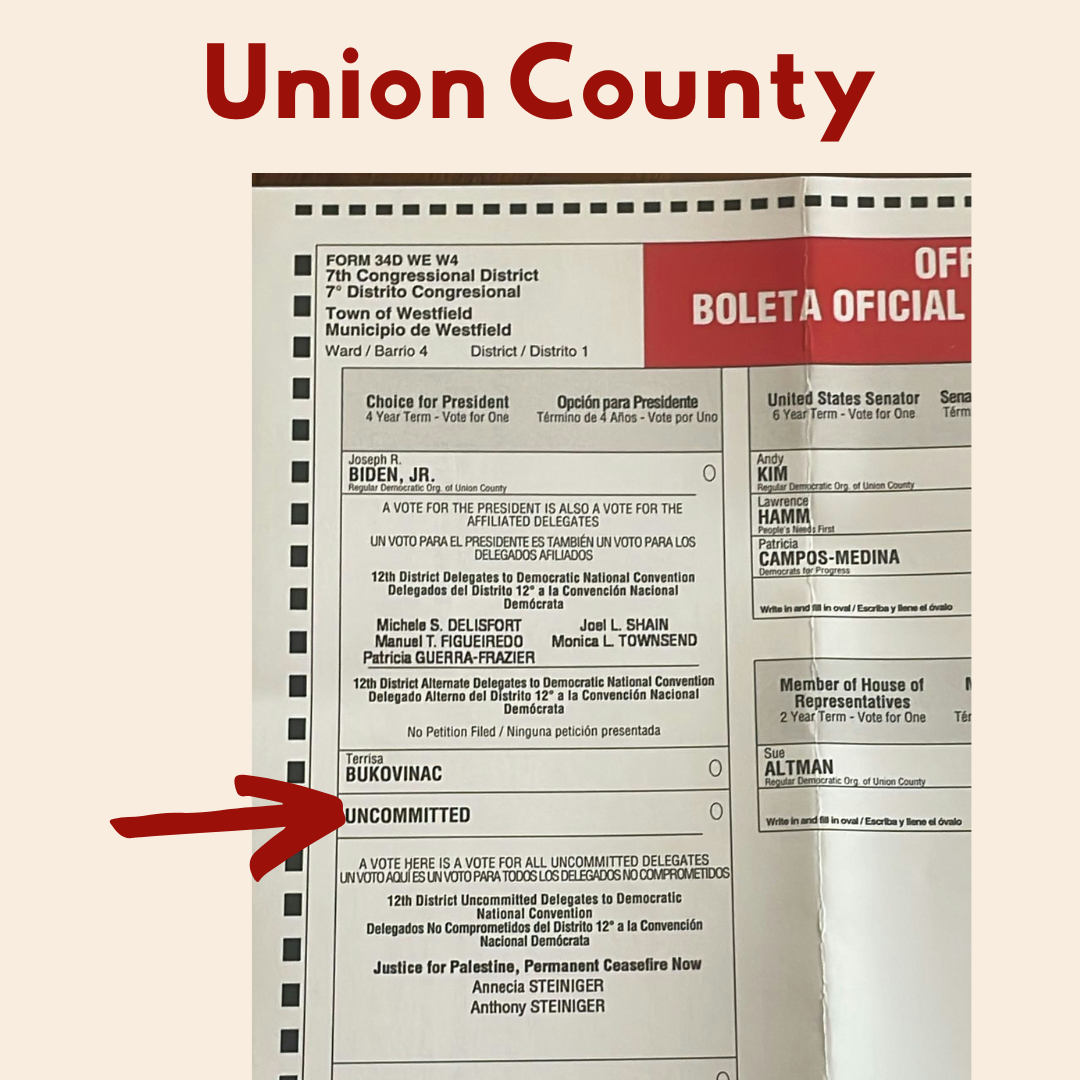 Union County
FORM 34D WE W4
7th Congressional District
7° Distrito Congresional
Town of Westfield
Municipio de Westfield
Ward / Barrio 4 District / Distrito 1
OFF
BOLETA OFICIAL
Choice for President
4 Year Term - Vote for One
Opción para Presidente
Término de 4 Años - Vote por Uno
Joseph R.
BIDEN, JR.
Regular Democratic Org. of Union County
A VOTE FOR THE PRESIDENT IS ALSO A VOTE FOR THE
AFFILIATED DELEGATES
UN VOTO PARA EL PRESIDENTE ES TAMBIÉN UN VOTO PARA LOS
DELEGADOS AFILIADOS
12th District Delegates to Democratic National Convention
Delegados del Distrito 12° a la Convención Nacional
Demócrata
Michele S. DELISFORT Joel L. SHAIN
Manuel T. FIGUEIREDO Monica L. TOWNSEND
Patricia GUERRA-FRAZIER
12th District Alternate Delegates to Democratic National Convention
Delegado Alterno del Distrito 12° a la Convención Nacional
Demócrata
No Petition Filed / Ninguna petición presentada
Terrisa
BUKOVINAC
UNCOMMITTED
A VOTE HERE IS A VOTE FOR ALL UNCOMMITTED DELEGATES
UN VOTO AQUÍ ES UN VOTO PARA TODOS LOS DELEGADOS NO COMPROMETIDOS
12th District Uncommitted Delegates to Democratic
National Convention
Delegados No Comprometidos del Distrito 12° a la Convención
Nacional Demócrata
Justice for Palestine, Permanent Ceasefire Now
Annecia STEINIGER
Anthony STEINIGER
United States Senator
6 Year Term - Vote for One
Sena
Térm
Andy
KIM
Regular Democratic Org. of Union County
Lawrence
HAMM
People's Needs First
Patricia
CAMPOS-MEDINA
Democrats for Progress
Write in and fill in oval / Escriba y llene el óvalo
Member of House of
Representatives
2 Year Term - Vote for One
M
Tér
Sue
ALTMAN
Regular Democratic Org. of Union County
Write in and fill in oval / Escriba y llene el óvalo